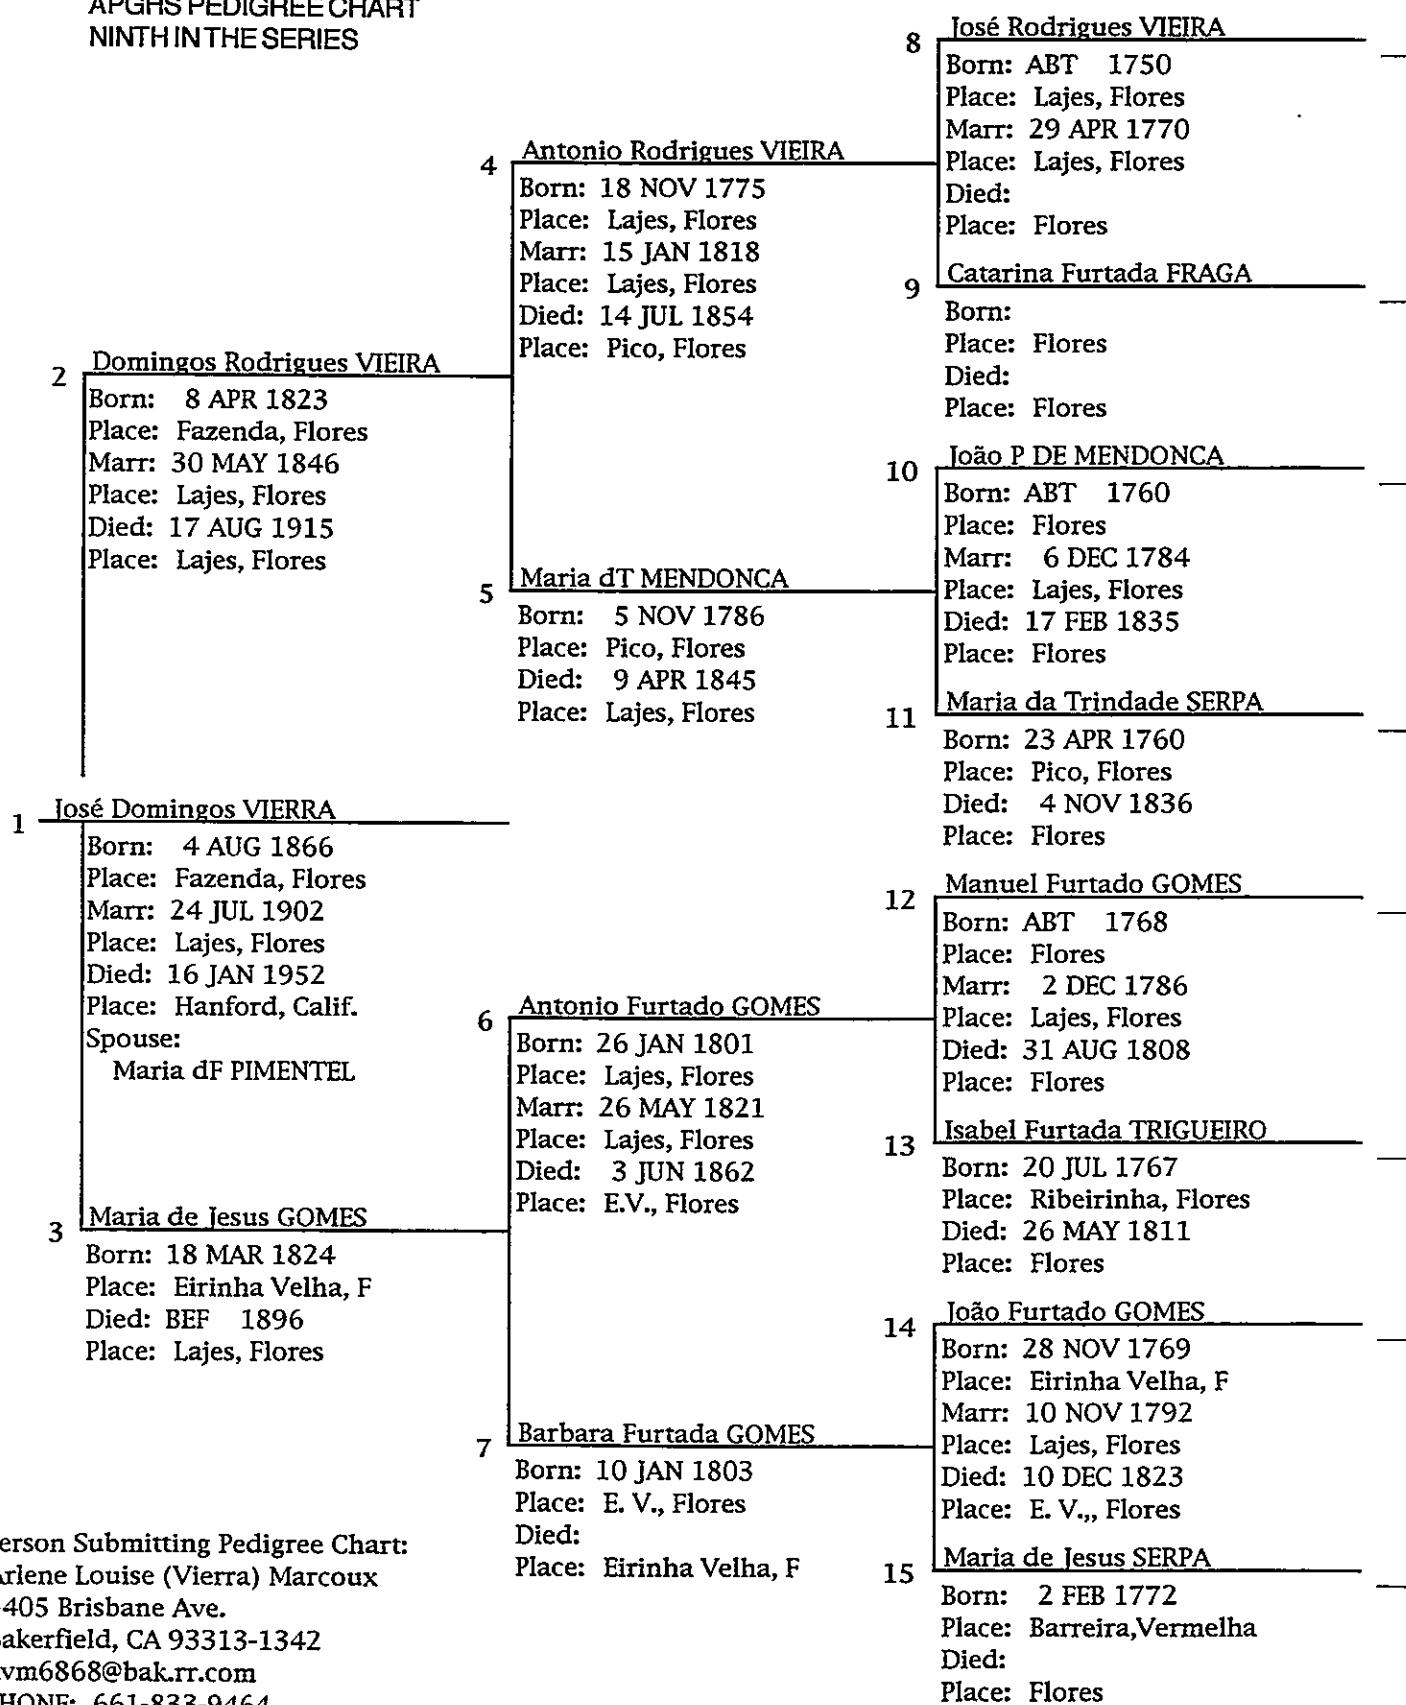 APGHS PEDIGREE CHART
NINTH IN THE SERIES
8 José Rodrigues VIEIRA
Born: ABT 1750
Place: Lajes, Flores
Marr: 29 APR 1770
Place: Lajes, Flores
Died:
Place: Flores
4 Antonio Rodrigues VIEIRA
Born: 18 NOV 1775
Place: Lajes, Flores
Marr: 15 JAN 1818
Place: Lajes, Flores
Died: 14 JUL 1854
Place: Pico, Flores
9 Catarina Furtada FRAGA
Born:
Place: Flores
Died:
Place: Flores
2 Domingos Rodrigues VIEIRA
Born: 8 APR 1823
Place: Fazenda, Flores
Marr: 30 MAY 1846
Place: Lajes, Flores
Died: 17 AUG 1915
Place: Lajes, Flores
10 João P DE MENDONCA
Born: ABT 1760
Place: Flores
Marr: 6 DEC 1784
Place: Lajes, Flores
Died: 17 FEB 1835
Place: Flores
5 Maria dT MENDONCA
Born: 5 NOV 1786
Place: Pico, Flores
Died: 9 APR 1845
Place: Lajes, Flores
11 Maria da Trindade SERPA
Born: 23 APR 1760
Place: Pico, Flores
Died: 4 NOV 1836
Place: Flores
1 José Domingos VIERRA
Born: 4 AUG 1866
Place: Fazenda, Flores
Marr: 24 JUL 1902
Place: Lajes, Flores
Died: 16 JAN 1952
Place: Hanford, Calif.
Spouse:
Maria dF PIMENTEL
12 Manuel Furtado GOMES
Born: ABT 1768
Place: Flores
Marr: 2 DEC 1786
Place: Lajes, Flores
Died: 31 AUG 1808
Place: Flores
6 Antonio Furtado GOMES
Born: 26 JAN 1801
Place: Lajes, Flores
Marr: 26 MAY 1821
Place: Lajes, Flores
Died: 3 JUN 1862
Place: E.V., Flores
13 Isabel Furtada TRIGUEIRO
Born: 20 JUL 1767
Place: Ribeirinha, Flores
Died: 26 MAY 1811
Place: Flores
3 Maria de Jesus GOMES
Born: 18 MAR 1824
Place: Eirinha Velha, F
Died: BEF 1896
Place: Lajes, Flores
14 João Furtado GOMES
Born: 28 NOV 1769
Place: Eirinha Velha, F
Marr: 10 NOV 1792
Place: Lajes, Flores
Died: 10 DEC 1823
Place: E. V.,, Flores
7 Barbara Furtada GOMES
Born: 10 JAN 1803
Place: E. V., Flores
Died:
Place: Eirinha Velha, F
15 Maria de Jesus SERPA
Born: 2 FEB 1772
Place: Barreira,Vermelha
Died:
Place: Flores
erson Submitting Pedigree Chart:
rlene Louise (Vierra) Marcoux
405 Brisbane Ave.
akerfield, CA 93313-1342
vm6868@bak.rr.com
HONE: 661-833-9464